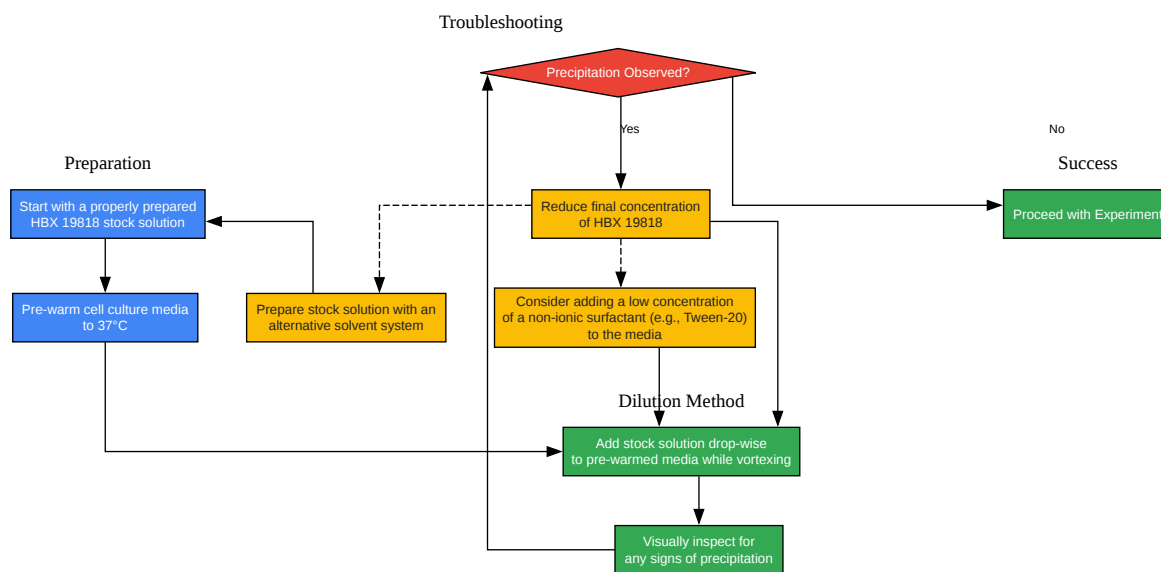 Troubleshooting
Precipitation Observed?
Yes
No
Preparation
Success
Start with a properly prepared
HBX 19818 stock solution
Reduce final concentration
of HBX 19818
Proceed with Experiment
Pre-warm cell culture media
to 37°C
Prepare stock solution with an
alternative solvent system
Consider adding a low concentration
of a non-ionic surfactant (e.g., Tween-20)
to the media
Dilution Method
Add stock solution drop-wise
to pre-warmed media while vortexing
Visually inspect for
any signs of precipitation